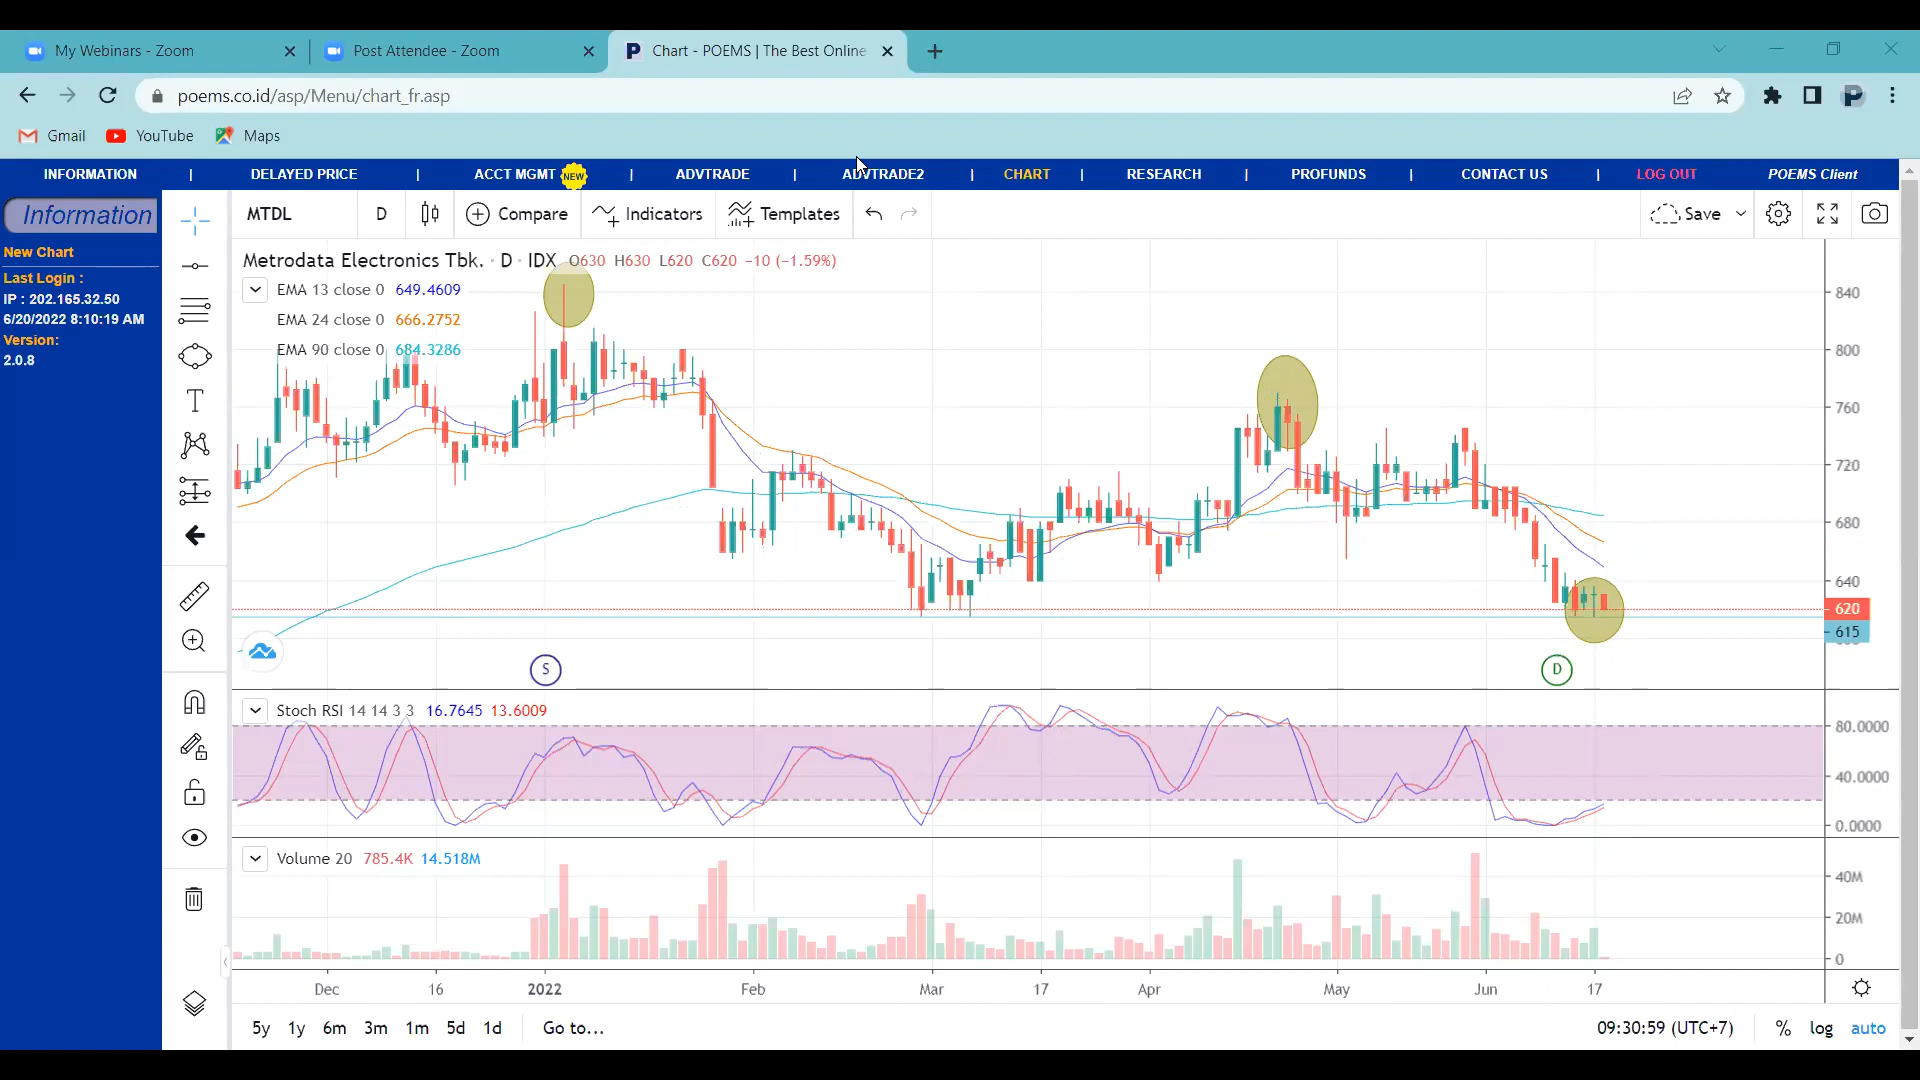 My Webinars - Zoom
Post Attendee - Zoom
Chart - POEMS | The Best Online
poems.co.id/asp/Menu/chart_fr.asp
Gmail YouTube Maps
INFORMATION | DELAYED PRICE | ACCT MGMT NEW | ADVTRADE | ADVTRADE2 | CHART | RESEARCH | PROFUNDS | CONTACT US | LOG OUT POEMS Client
Information
New Chart
Last Login :
IP : 202.165.32.50
6/20/2022 8:10:19 AM
Version:
2.0.8
MTDL D Compare Indicators Templates Save
Metrodata Electronics Tbk. · D · IDX O630 H630 L620 C620 −10 (−1.59%)
EMA 13 close 0 649.4609
EMA 24 close 0 666.2752
EMA 90 close 0 684.3286
840
800
760
720
680
640
620
615
S
D
Stoch RSI 14 14 3 3 16.7645 13.6009
80.0000
40.0000
0.0000
Volume 20 785.4K 14.518M
40M
20M
0
Dec 16 2022 Feb Mar 17 Apr May Jun 17
5y 1y 6m 3m 1m 5d 1d Go to... 09:30:59 (UTC+7) % log auto